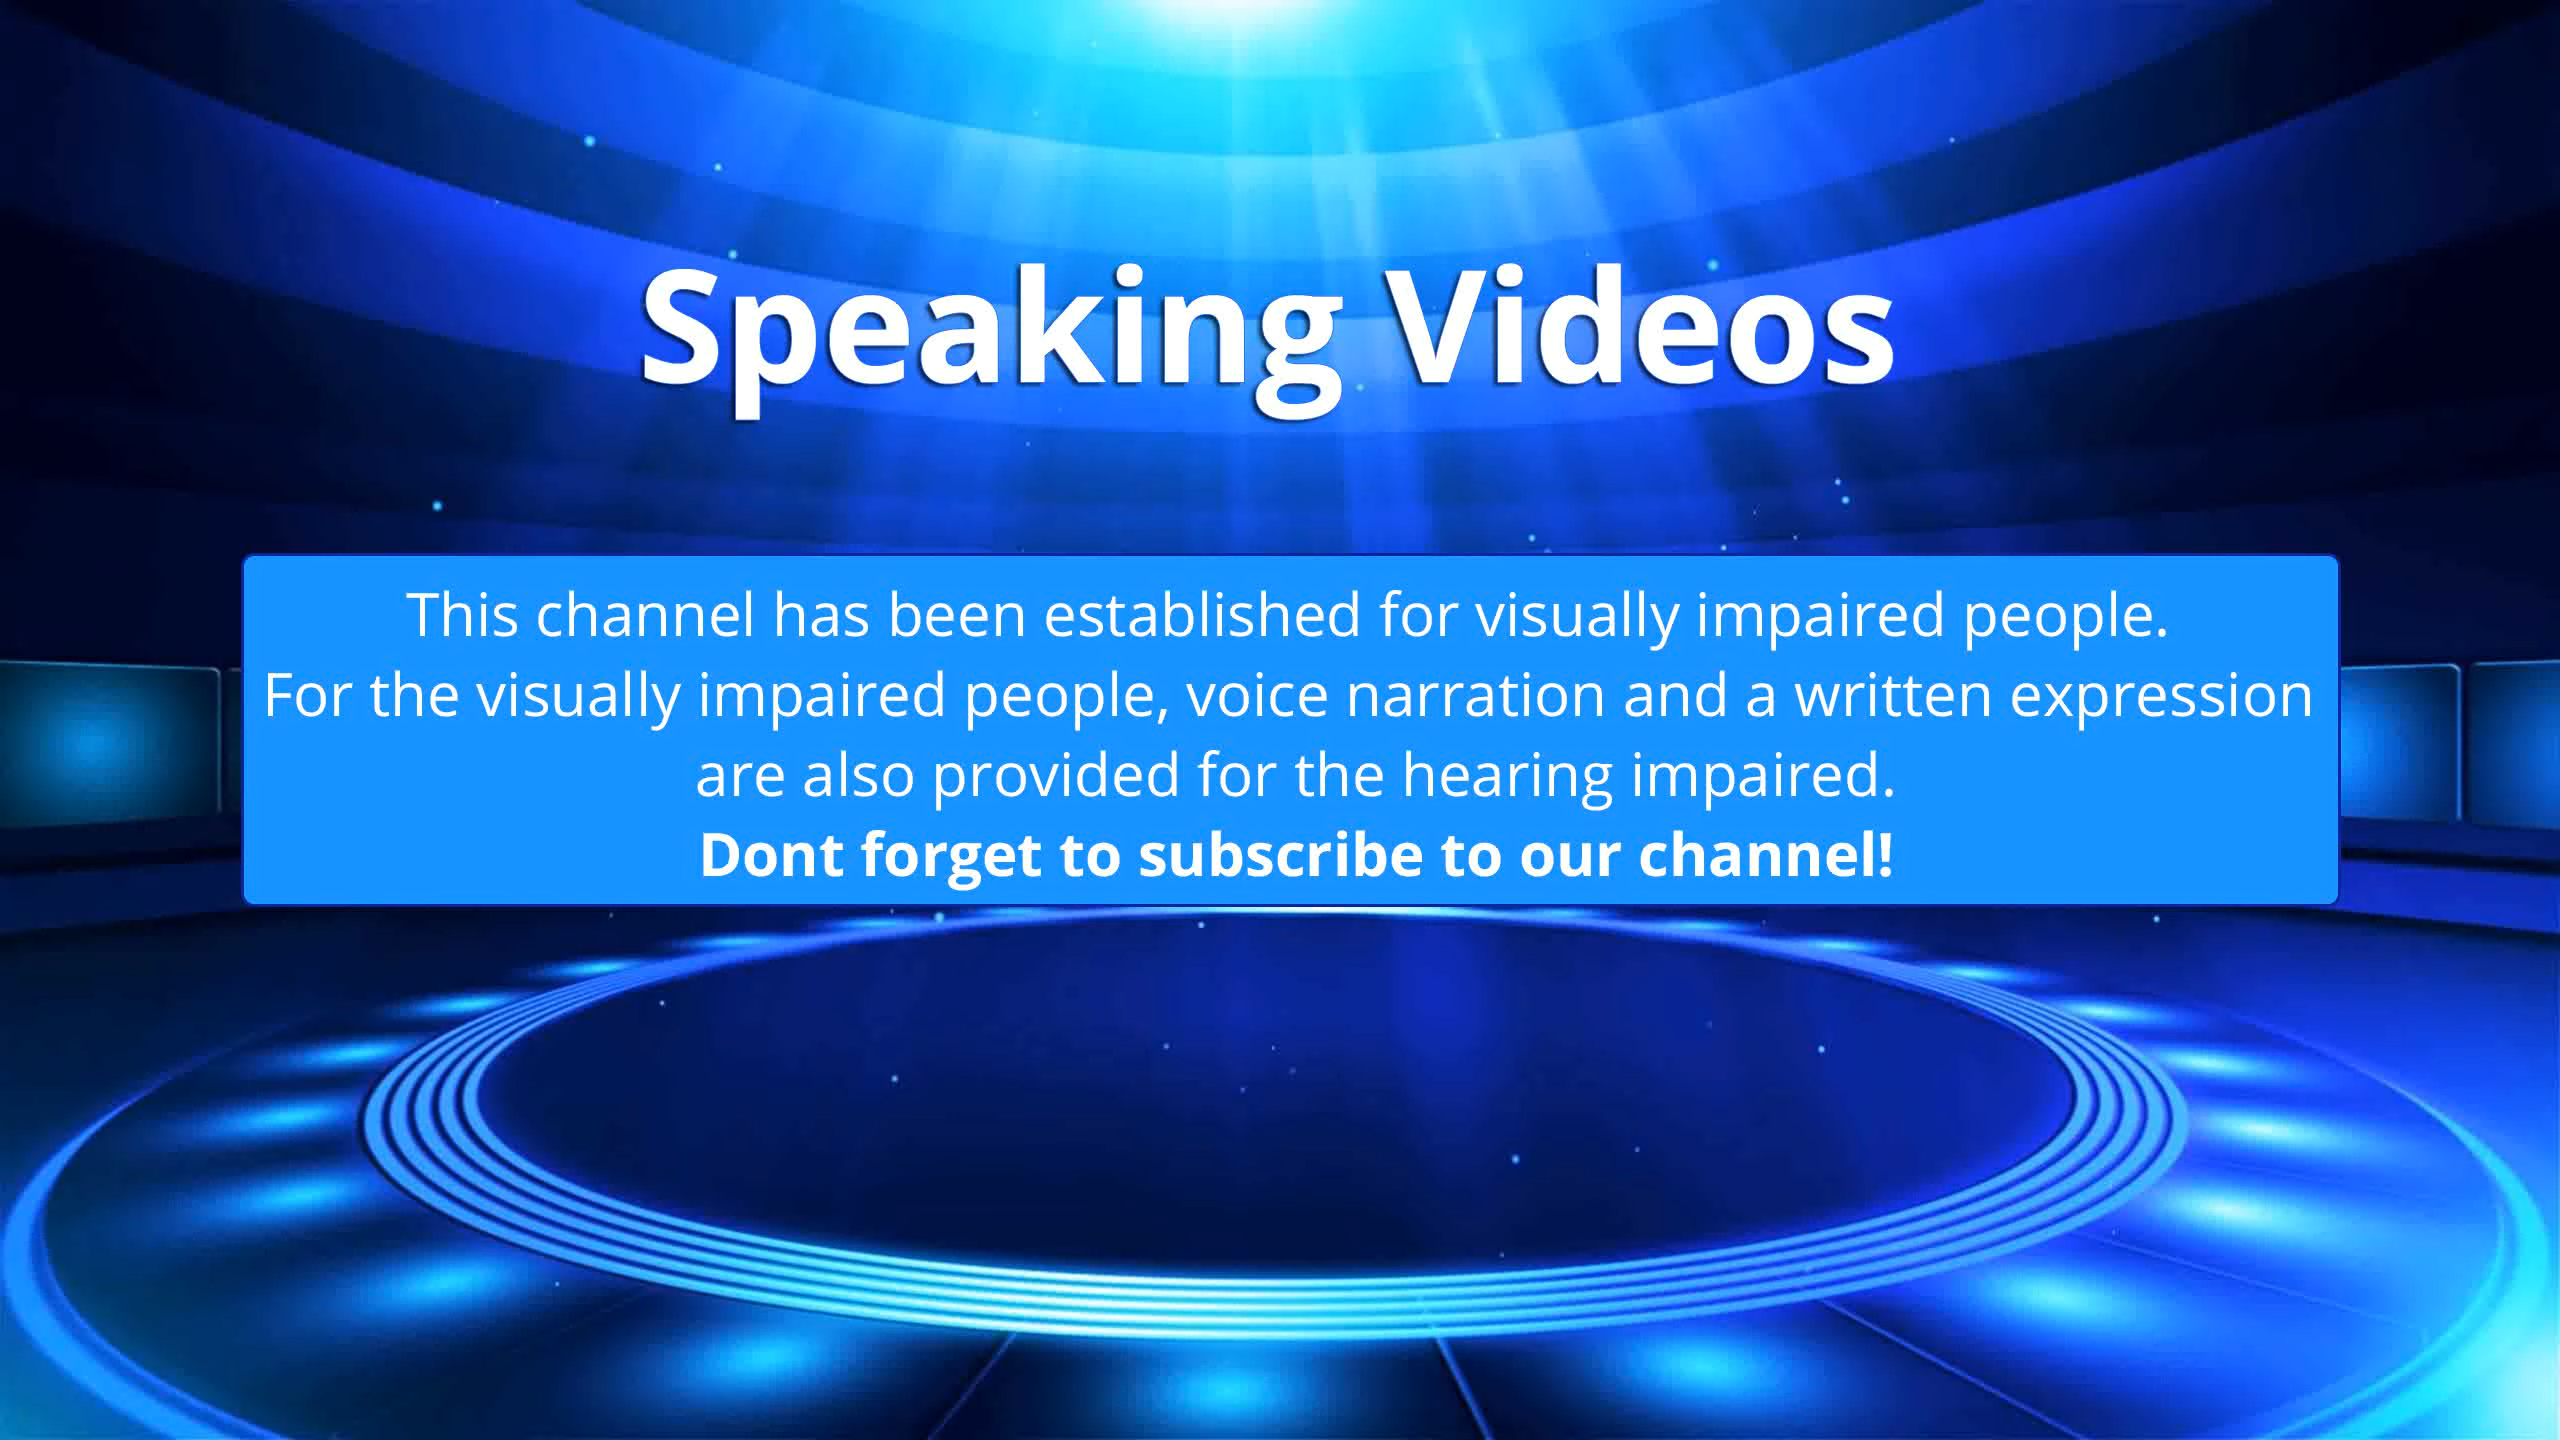 Speaking Videos
This channel has been established for visually impaired people.
For the visually impaired people, voice narration and a written expression
are also provided for the hearing impaired.
Dont forget to subscribe to our channel!